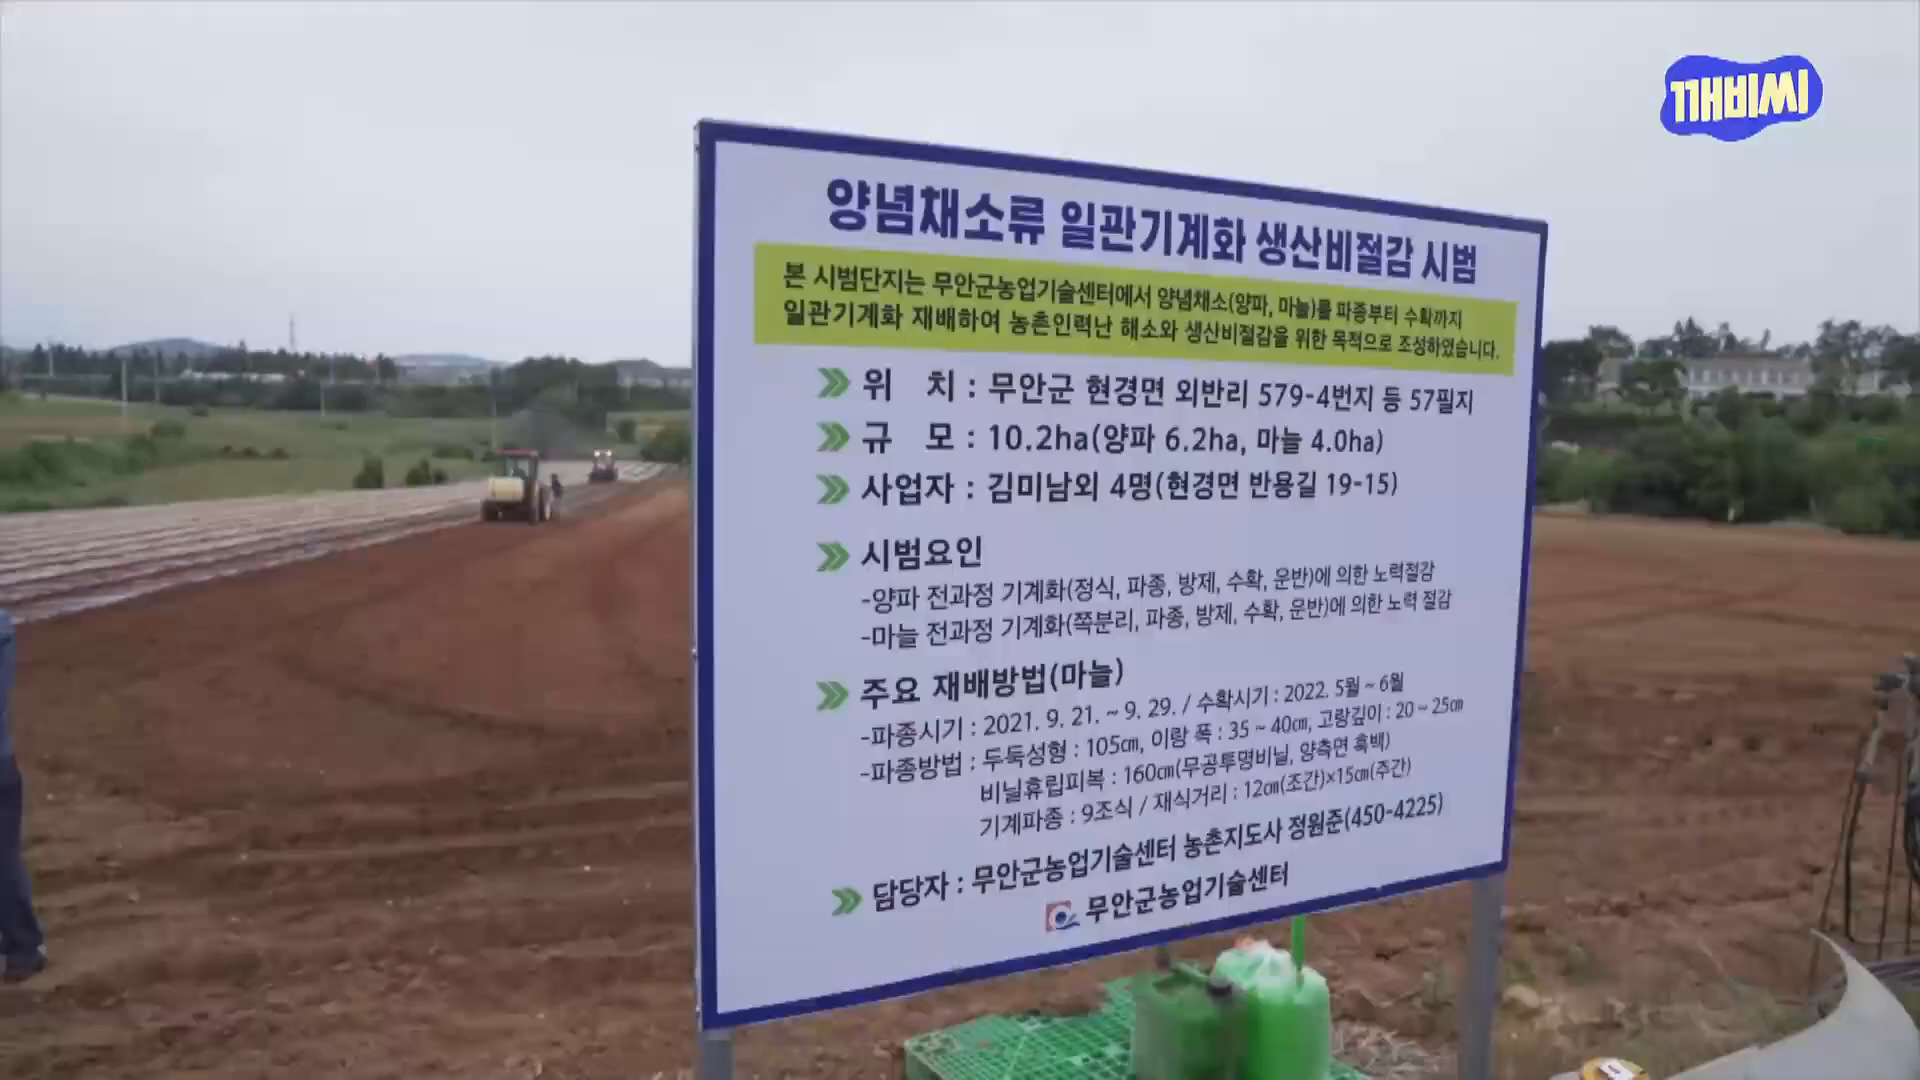 깨비씨
양념채소류 일관기계화 생산비절감 시범
본 시범단지는 무안군농업기술센터에서 양념채소(양파, 마늘)를 파종부터 수확까지
일관기계화 재배하여 농촌인력난 해소와 생산비절감을 위한 목적으로 조성하였습니다.
위 치 : 무안군 현경면 외반리 579-4번지 등 57필지
규 모 : 10.2ha(양파 6.2ha, 마늘 4.0ha)
사업자 : 김미남외 4명(현경면 반용길 19-15)
시범요인
-양파 전과정 기계화(정식, 파종, 방제, 수확, 운반)에 의한 노력절감
-마늘 전과정 기계화(쪽분리, 파종, 방제, 수확, 운반)에 의한 노력 절감
주요 재배방법(마늘)
-파종시기 : 2021. 9. 21. ~ 9. 29. / 수확시기 : 2022. 5월 ~ 6월
-파종방법 : 두둑성형 : 105㎝, 이랑 폭 : 35 ~ 40㎝, 고랑깊이 : 20 ~ 25㎝
비닐휴립피복 : 160㎝(무공투명비닐, 양측면 흑백)
기계파종 : 9조식 / 재식거리 : 12㎝(조간)×15㎝(주간)
담당자 : 무안군농업기술센터 농촌지도사 정원준(450-4225)
무안군농업기술센터